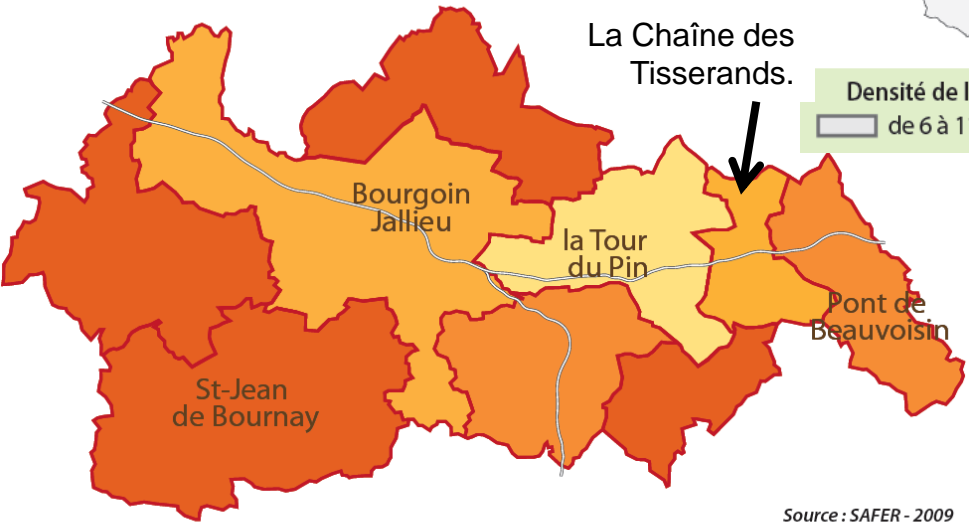 La Chaîne des
Tisserands.
Densité de l
de 6 à 1
Bourgoin
Jallieu
la Tour
du Pin
Pont de
Beauvoisin
St-Jean
de Bournay
Source : SAFER - 2009